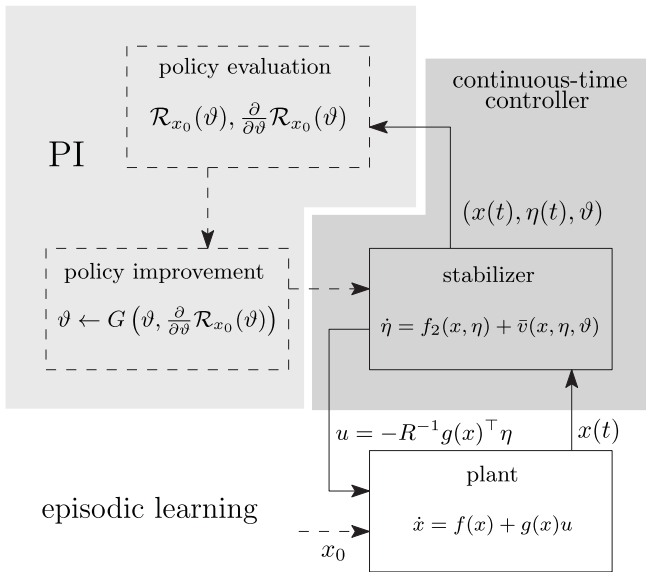 policy evaluation
$\mathcal{R}_{x_0}(\vartheta), \frac{\partial}{\partial\vartheta}\mathcal{R}_{x_0}(\vartheta)$
PI
continuous-time
controller
$(x(t), \eta(t), \vartheta)$
policy improvement
$\vartheta \leftarrow G\left(\vartheta, \frac{\partial}{\partial\vartheta}\mathcal{R}_{x_0}(\vartheta)\right)$
stabilizer
$\dot{\eta} = f_2(x, \eta) + \bar{v}(x, \eta, \vartheta)$
$u = -R^{-1}g(x)^\top\eta$
$x(t)$
plant
$\dot{x} = f(x) + g(x)u$
episodic learning
$x_0$